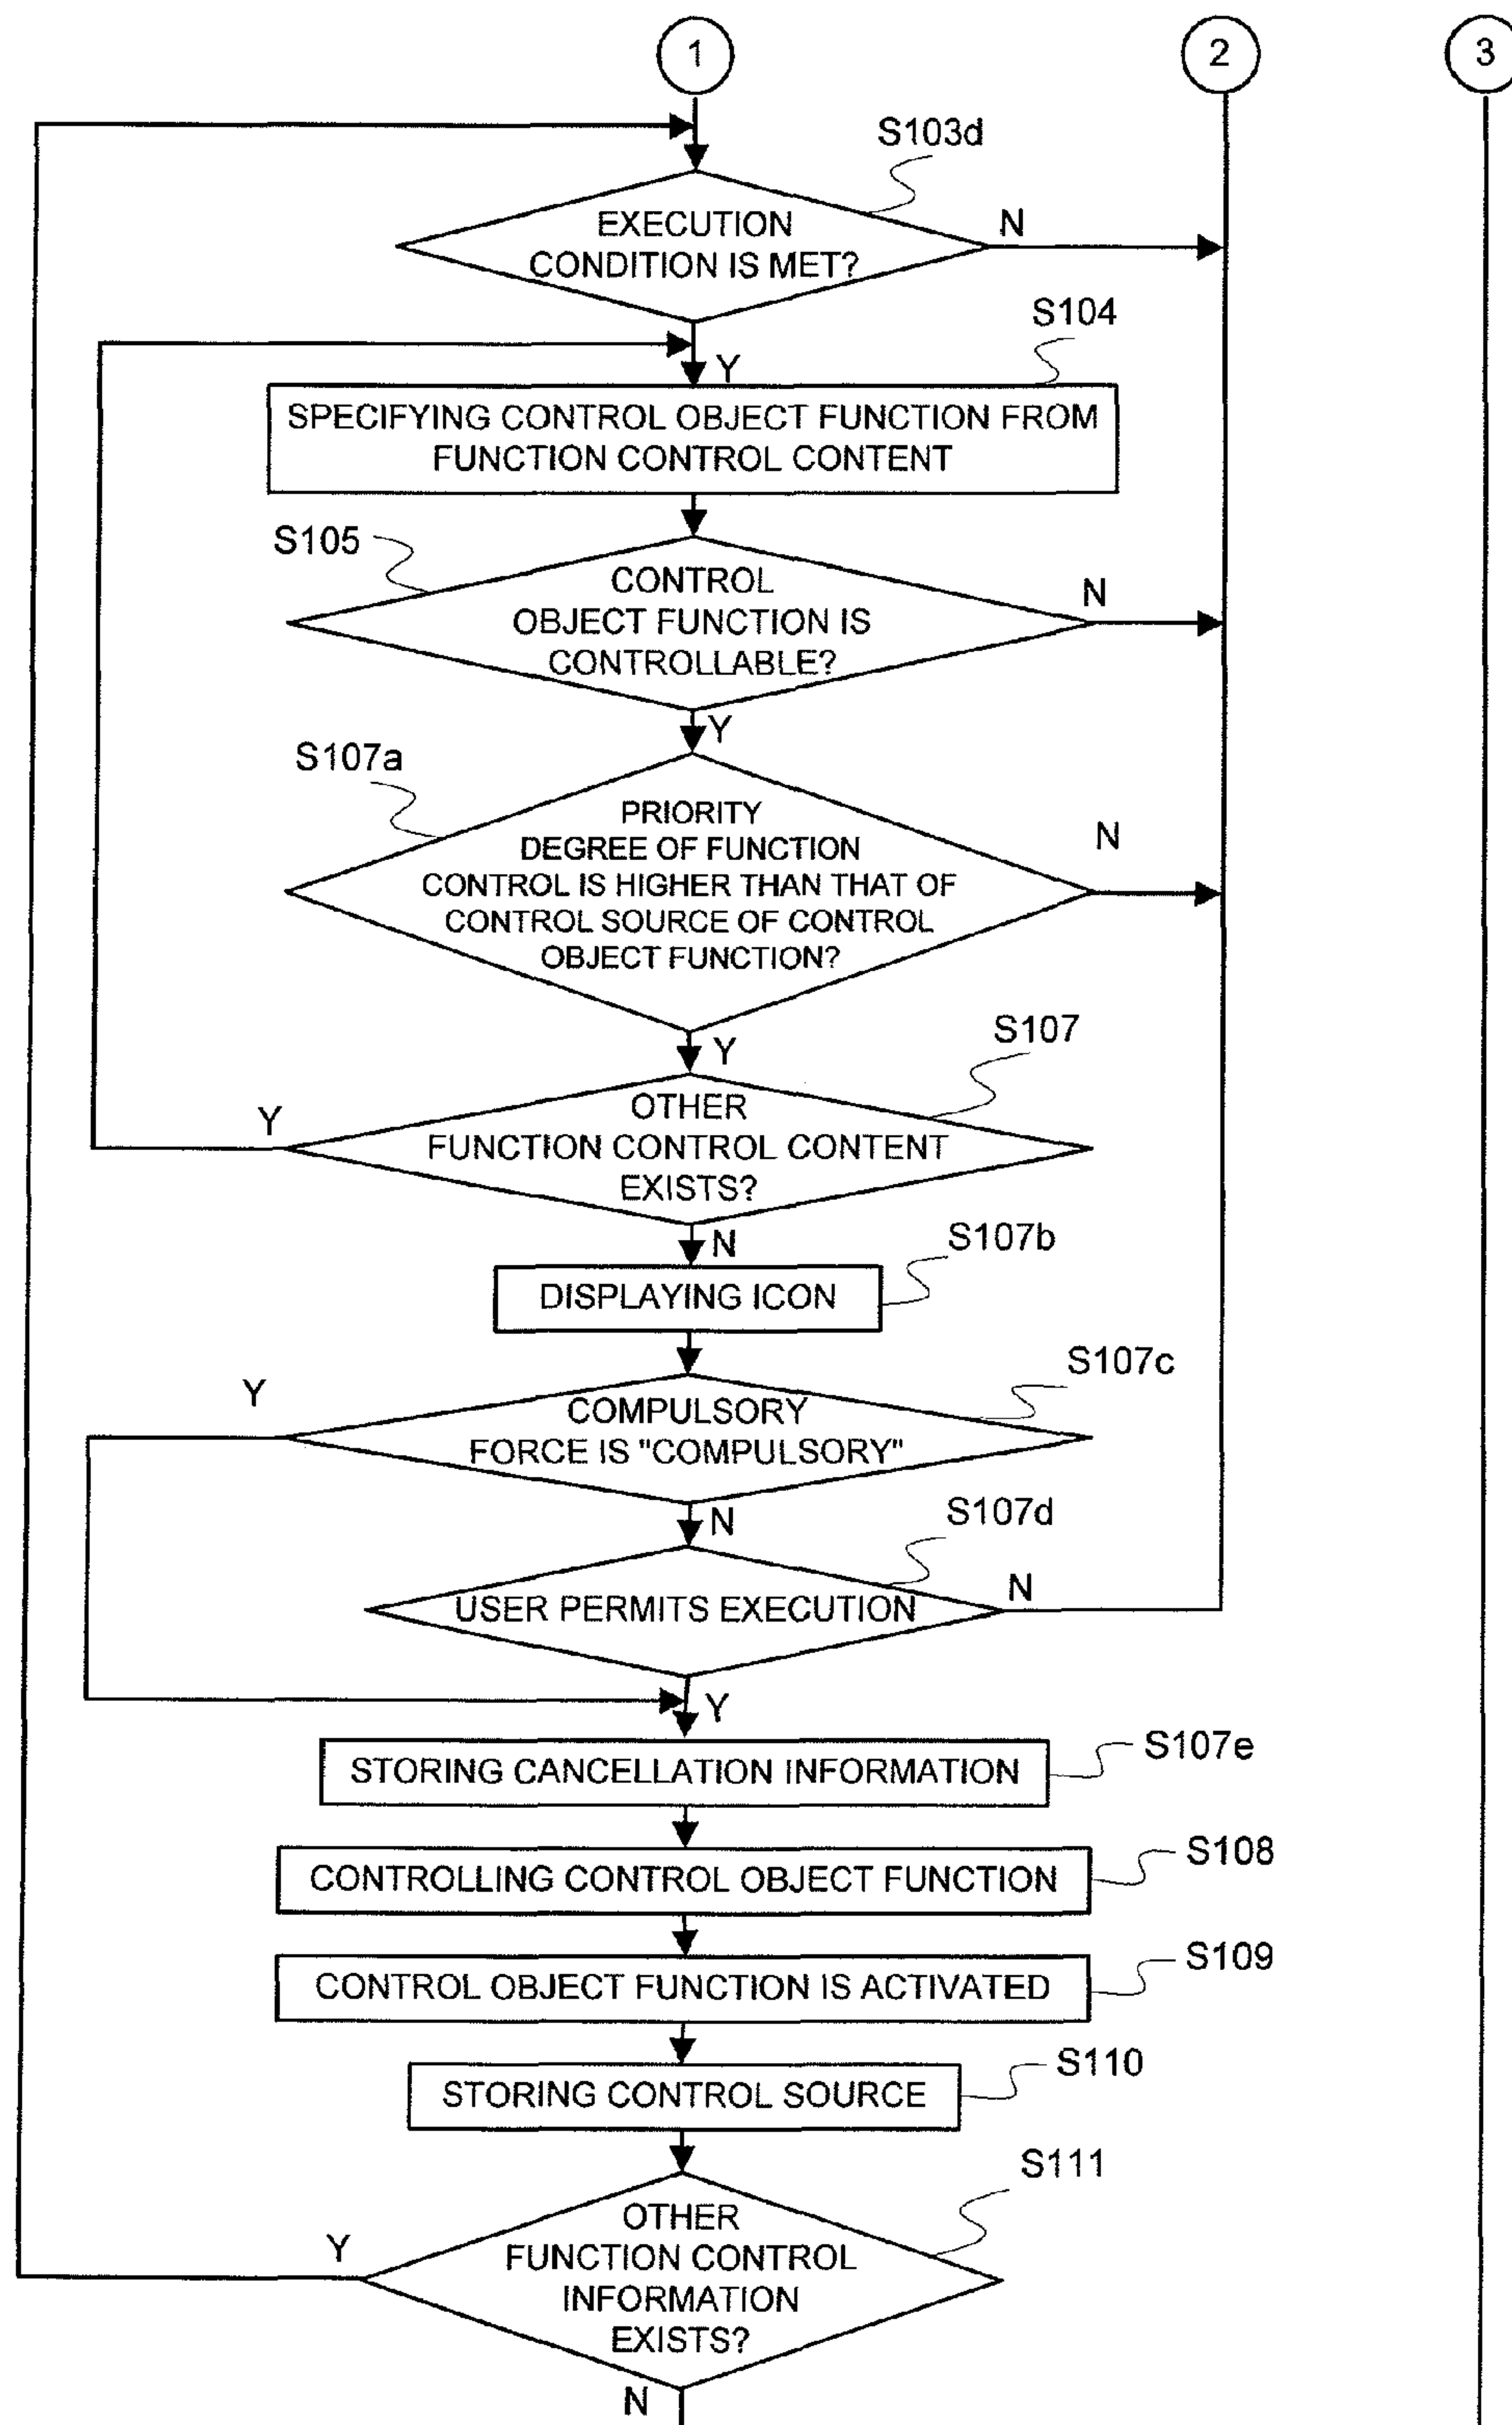 1
2
3
S103d
EXECUTION
CONDITION IS MET?
N
S104
Y
SPECIFYING CONTROL OBJECT FUNCTION FROM
FUNCTION CONTROL CONTENT
S105
CONTROL
OBJECT FUNCTION IS
CONTROLLABLE?
N
Y
S107a
PRIORITY
DEGREE OF FUNCTION
CONTROL IS HIGHER THAN THAT OF
CONTROL SOURCE OF CONTROL
OBJECT FUNCTION?
N
Y
S107
OTHER
FUNCTION CONTROL CONTENT
EXISTS?
Y
N
S107b
DISPLAYING ICON
S107c
Y
COMPULSORY
FORCE IS "COMPULSORY"
N
S107d
USER PERMITS EXECUTION
N
Y
S107e
STORING CANCELLATION INFORMATION
S108
CONTROLLING CONTROL OBJECT FUNCTION
S109
CONTROL OBJECT FUNCTION IS ACTIVATED
S110
STORING CONTROL SOURCE
S111
OTHER
FUNCTION CONTROL
INFORMATION
EXISTS?
Y
N